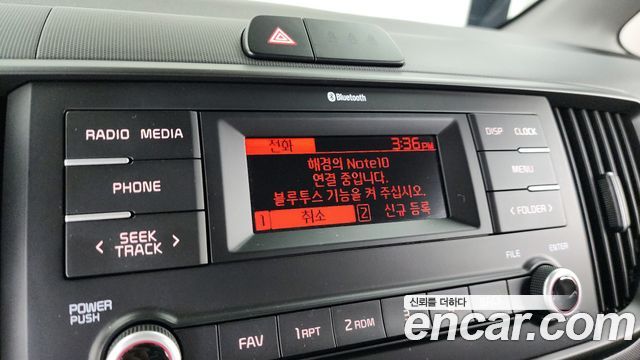 Bluetooth
RADIO MEDIA
전화 3:36 PM
DISP CLOCK
해경의 Note10
연결 중입니다.
블루투스 기능을 켜 주십시오.
1 취소 2 신규 등록
PHONE
MENU
< SEEK TRACK >
< FOLDER >
FILE ENTER
POWER
PUSH
FAV
1 RPT
2 RDM
신뢰를 더하다
encar.com